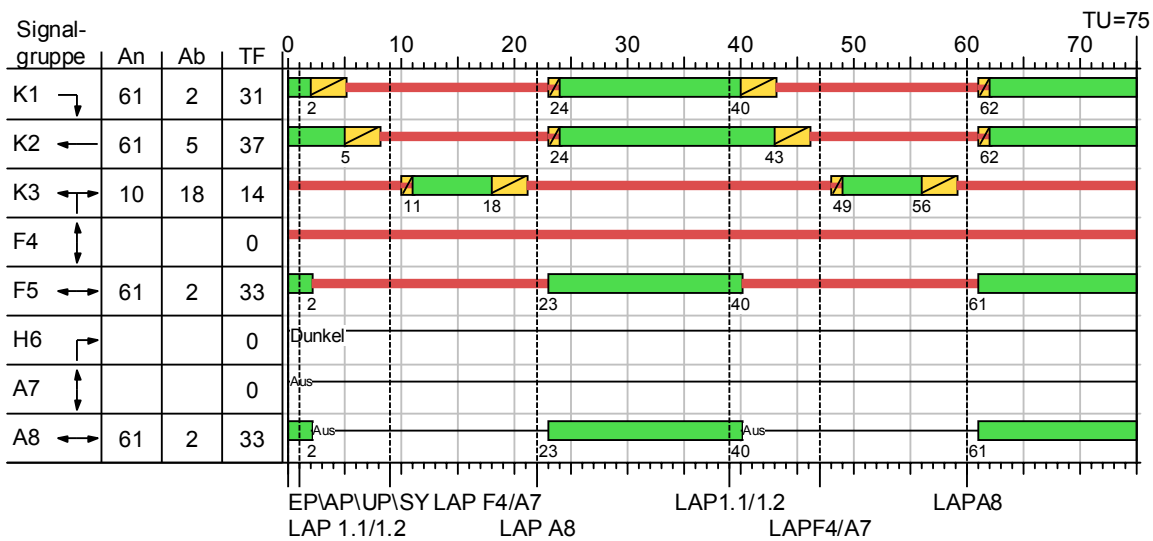 TU=75
Signal-
gruppe An Ab TF 0 10 20 30 40 50 60 70
K1 61 2 31
2 24 40 62
K2 61 5 37
5 24 43 62
K3 10 18 14
11 18 49 56
F4 0
F5 61 2 33
2 23 40 61
H6 0 Dunkel
A7 0 Aus
A8 61 2 33 Aus Aus
2 23 40 61
EP\AP\UP\SY LAP F4/A7 LAP1.1/1.2 LAPA8
LAP 1.1/1.2 LAP A8 LAPF4/A7